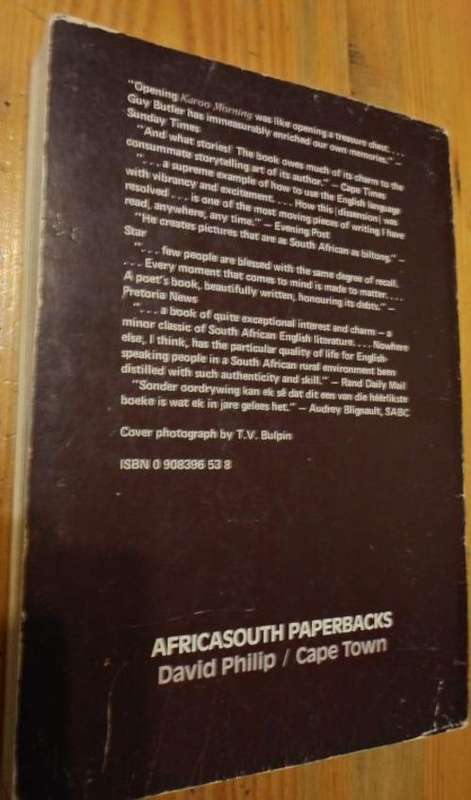 "Opening Karoo Morning was like opening a treasure chest. . . .
Guy Butler has immeasurably enriched our own memories." —
Sunday Times
"And what stories! The book owes much of its charm to the
consummate storytelling art of its author." — Cape Times
". . . a supreme example of how to use the English language
with vibrancy and excitement. . . . How this [dissension] was
resolved . . . is one of the most moving pieces of writing I have
read, anywhere, any time." — Evening Post
"He creates pictures that are as South African as biltong." —
Star
". . . few people are blessed with the same degree of recall.
. . . Every moment that comes to mind is made to matter. . . .
A poet's book, beautifully written, honouring its debts." —
Pretoria News
". . . a book of quite exceptional interest and charm — a
minor classic of South African English literature. . . . Nowhere
else, I think, has the particular quality of life for English-
speaking people in a South African rural environment been
distilled with such authenticity and skill." — Rand Daily Mail
"Sonder oordrywing kan ek sê dat dit een van die heerlikste
boeke is wat ek in jare gelees het." — Audrey Blignault, SABC
Cover photograph by T.V. Bulpin
ISBN 0 908396 53 8
AFRICASOUTH PAPERBACKS
David Philip / Cape Town